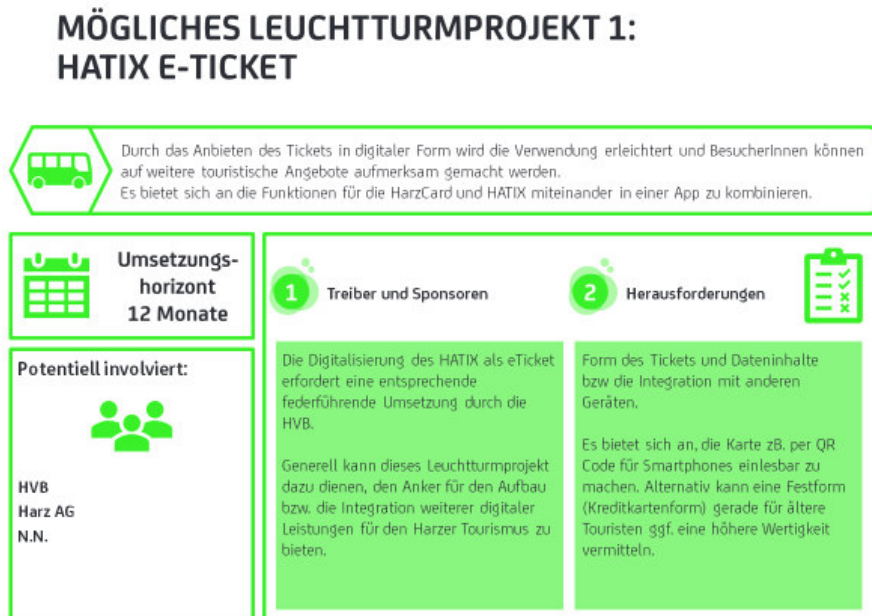 MÖGLICHES LEUCHTTURMPROJEKT 1:
HATIX E-TICKET
Durch das Anbieten des Tickets in digitaler Form wird die Verwendung erleichtert und BesucherInnen können
auf weitere touristische Angebote aufmerksam gemacht werden.
Es bietet sich an die Funktionen für die HarzCard und HATIX miteinander in einer App zu kombinieren.
Umsetzungs-
horizont
12 Monate
Potentiell involviert:
HVB
Harz AG
N.N.
1 Treiber und Sponsoren
Die Digitalisierung des HATIX als eTicket
erfordert eine entsprechende
federführende Umsetzung durch die
HVB.
Generell kann dieses Leuchtturmprojekt
dazu dienen, den Anker für den Aufbau
bzw. die Integration weiterer digitaler
Leistungen für den Harzer Tourismus zu
bieten.
2 Herausforderungen
Form des Tickets und Dateninhalte
bzw die Integration mit anderen
Geräten.
Es bietet sich an, die Karte zB. per QR
Code für Smartphones einlesbar zu
machen. Alternativ kann eine Festform
(Kreditkartenform) gerade für ältere
Touristen ggf. eine höhere Wertigkeit
vermitteln.